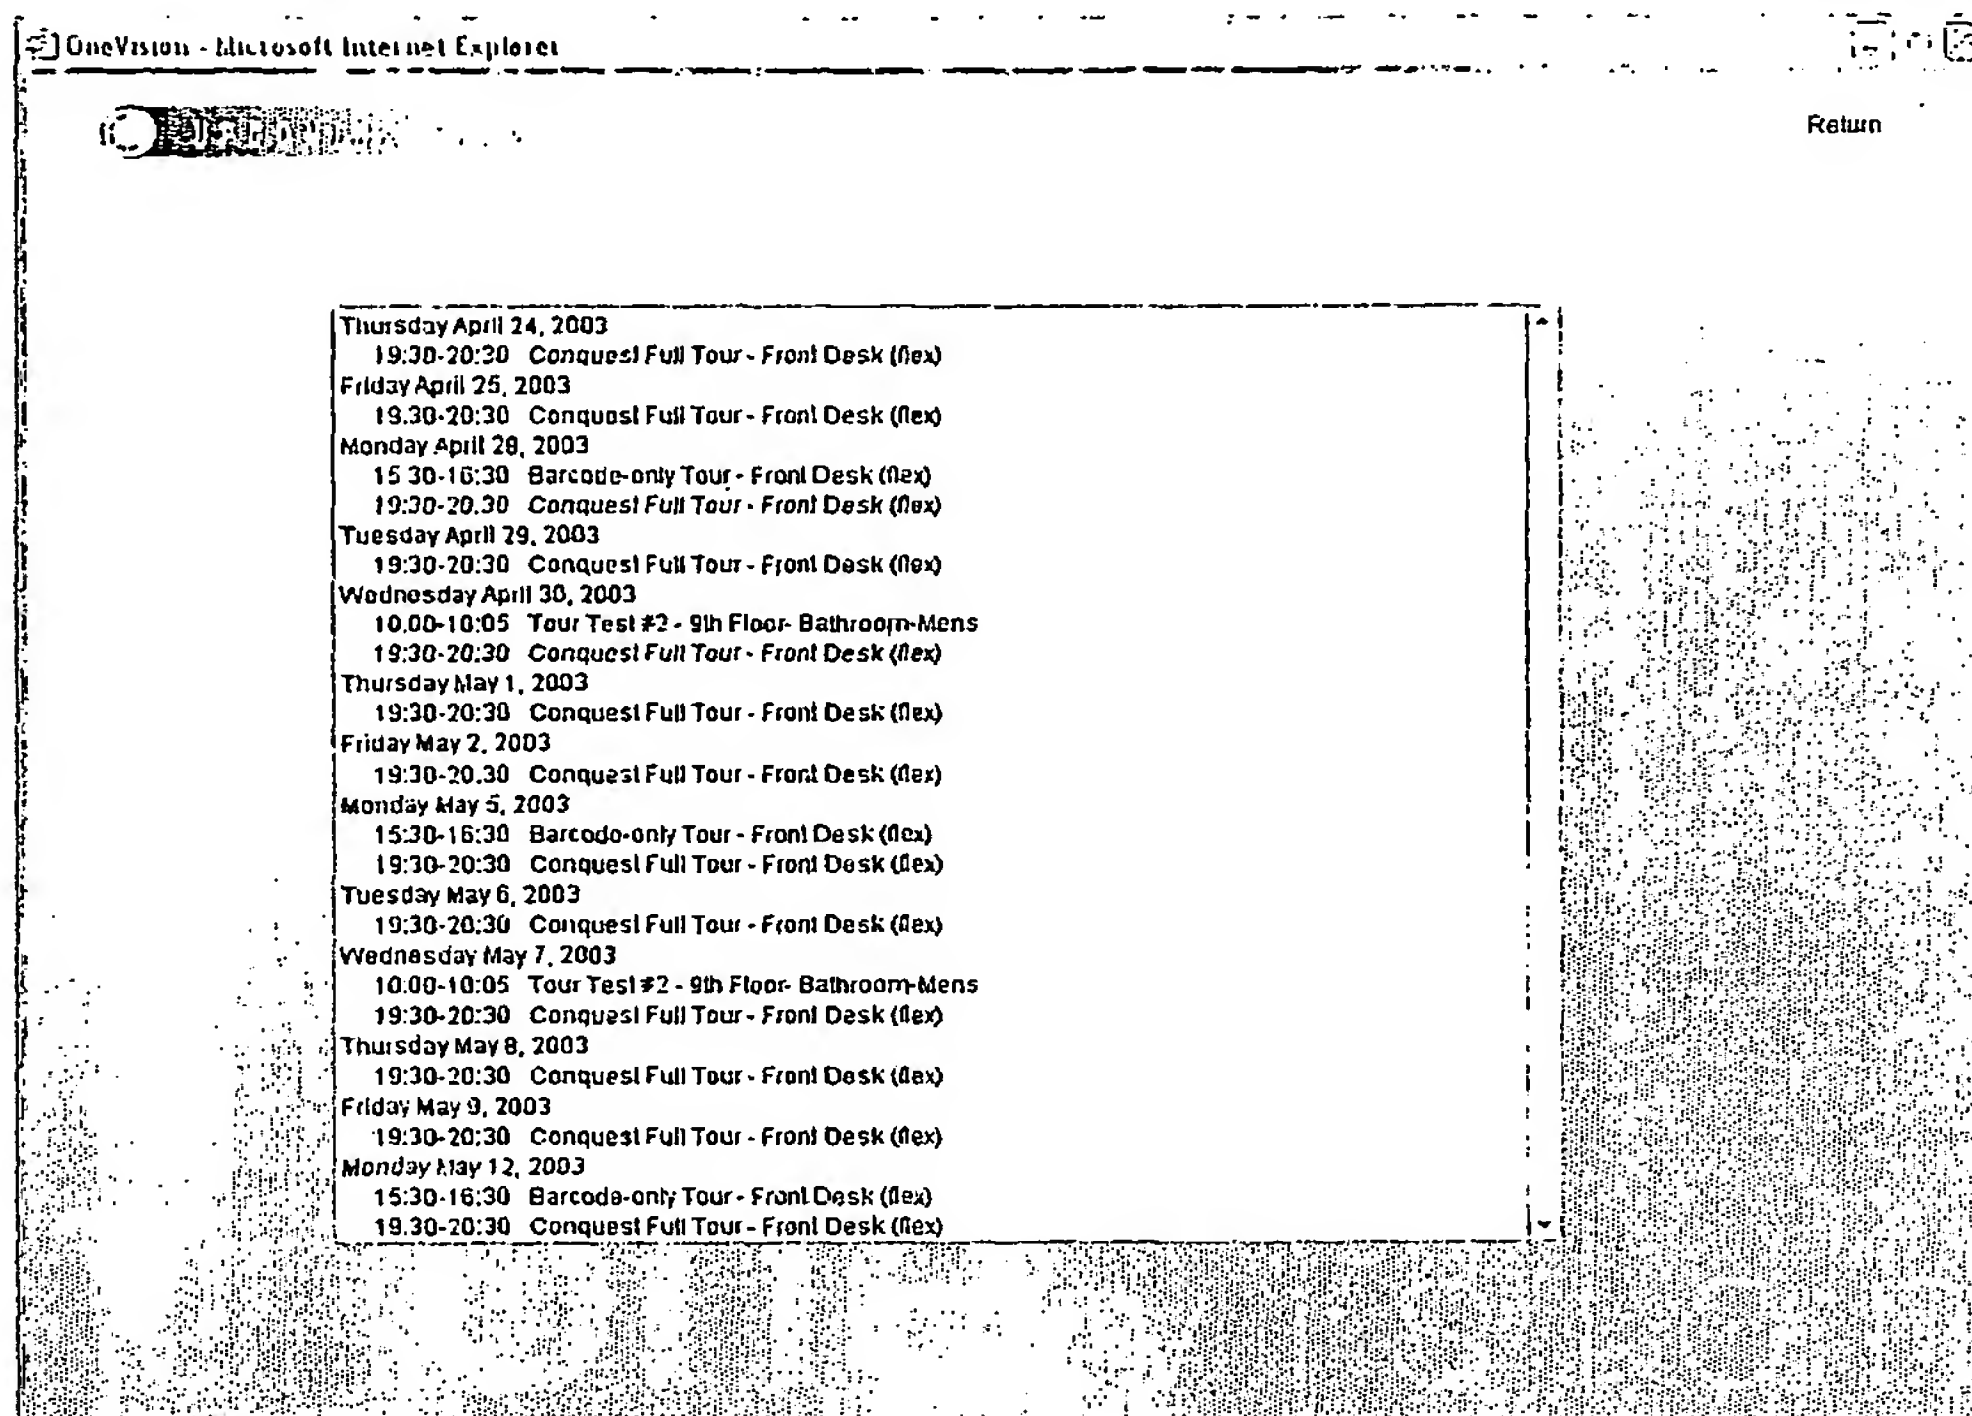 OneVision - Microsoft Internet Explorer
Return
Thursday April 24, 2003
19:30-20:30 Conquest Full Tour - Front Desk (flex)
Friday April 25, 2003
19:30-20:30 Conquest Full Tour - Front Desk (flex)
Monday April 28, 2003
15:30-16:30 Barcode-only Tour - Front Desk (flex)
19:30-20:30 Conquest Full Tour - Front Desk (flex)
Tuesday April 29, 2003
19:30-20:30 Conquest Full Tour - Front Desk (flex)
Wednesday April 30, 2003
10:00-10:05 Tour Test #2 - 9th Floor- Bathroom-Mens
19:30-20:30 Conquest Full Tour - Front Desk (flex)
Thursday May 1, 2003
19:30-20:30 Conquest Full Tour - Front Desk (flex)
Friday May 2, 2003
19:30-20:30 Conquest Full Tour - Front Desk (flex)
Monday May 5, 2003
15:30-16:30 Barcode-only Tour - Front Desk (flex)
19:30-20:30 Conquest Full Tour - Front Desk (flex)
Tuesday May 6, 2003
19:30-20:30 Conquest Full Tour - Front Desk (flex)
Wednesday May 7, 2003
10:00-10:05 Tour Test #2 - 9th Floor- Bathroom-Mens
19:30-20:30 Conquest Full Tour - Front Desk (flex)
Thursday May 8, 2003
19:30-20:30 Conquest Full Tour - Front Desk (flex)
Friday May 9, 2003
19:30-20:30 Conquest Full Tour - Front Desk (flex)
Monday May 12, 2003
15:30-16:30 Barcode-only Tour - Front Desk (flex)
19:30-20:30 Conquest Full Tour - Front Desk (flex)